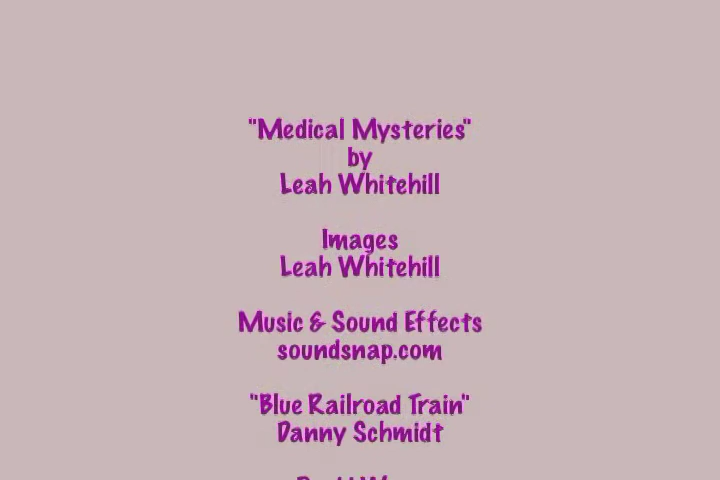 "Medical Mysteries"
by
Leah Whitehill
Images
Leah Whitehill
Music & Sound Effects
soundsnap.com
"Blue Railroad Train"
Danny Schmidt